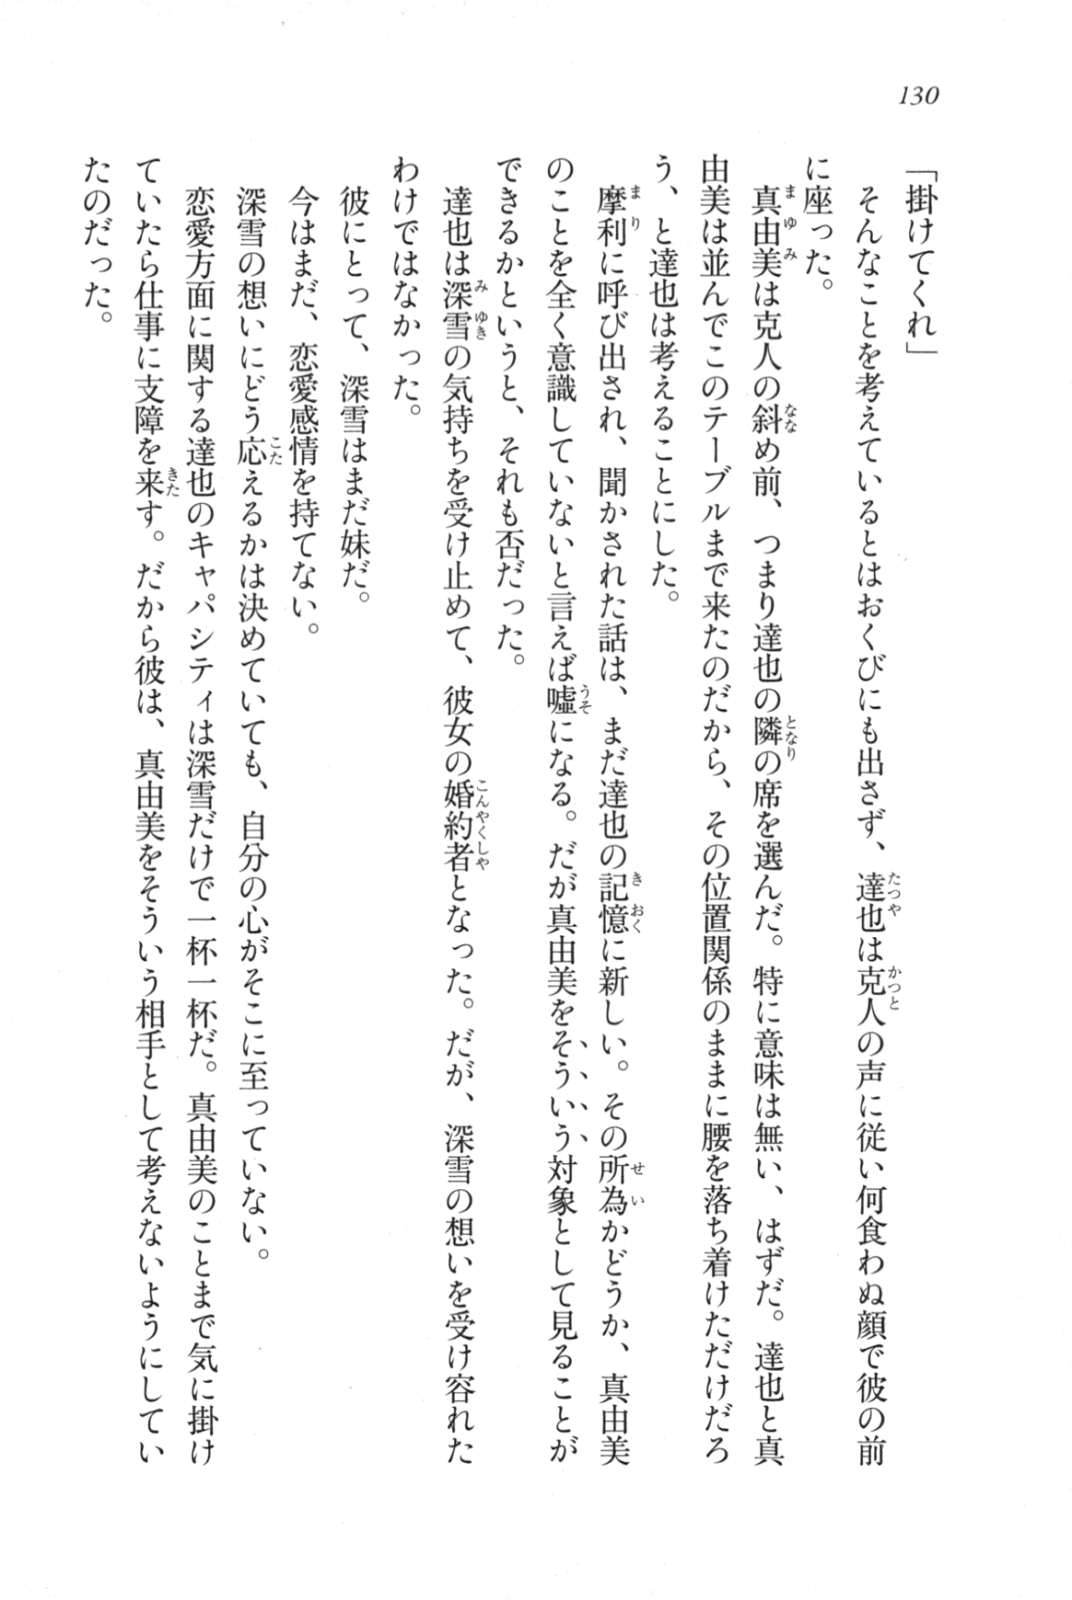 130
「掛けてくれ」
そんなことを考えているとはおくびにも出さず、達也は克人の声に従い何食わぬ顔で彼の前
に座った。
真由美は克人の斜め前、つまり達也の隣の席を選んだ。特に意味は無い、はずだ。達也と真
由美は並んでこのテーブルまで来たのだから、その位置関係のままに腰を落ち着けただけだろ
う、と達也は考えることにした。
摩利に呼び出され、聞かされた話は、まだ達也の記憶に新しい。その所為かどうか、真由美
のことを全く意識していないと言えば嘘になる。だが真由美をそういう対象として見ることが
できるかというと、それも否だった。
達也は深雪の気持ちを受け止めて、彼女の婚約者となった。だが、深雪の想いを受け容れた
わけではなかった。
彼にとって、深雪はまだ妹だ。
今はまだ、恋愛感情を持てない。
深雪の想いにどう応えるかは決めていても、自分の心がそこに至っていない。
恋愛方面に関する達也のキャパシティは深雪だけで一杯一杯だ。真由美のことまで気に掛け
ていたら仕事に支障を来す。だから彼は、真由美をそういう相手として考えないようにしてい
たのだった。